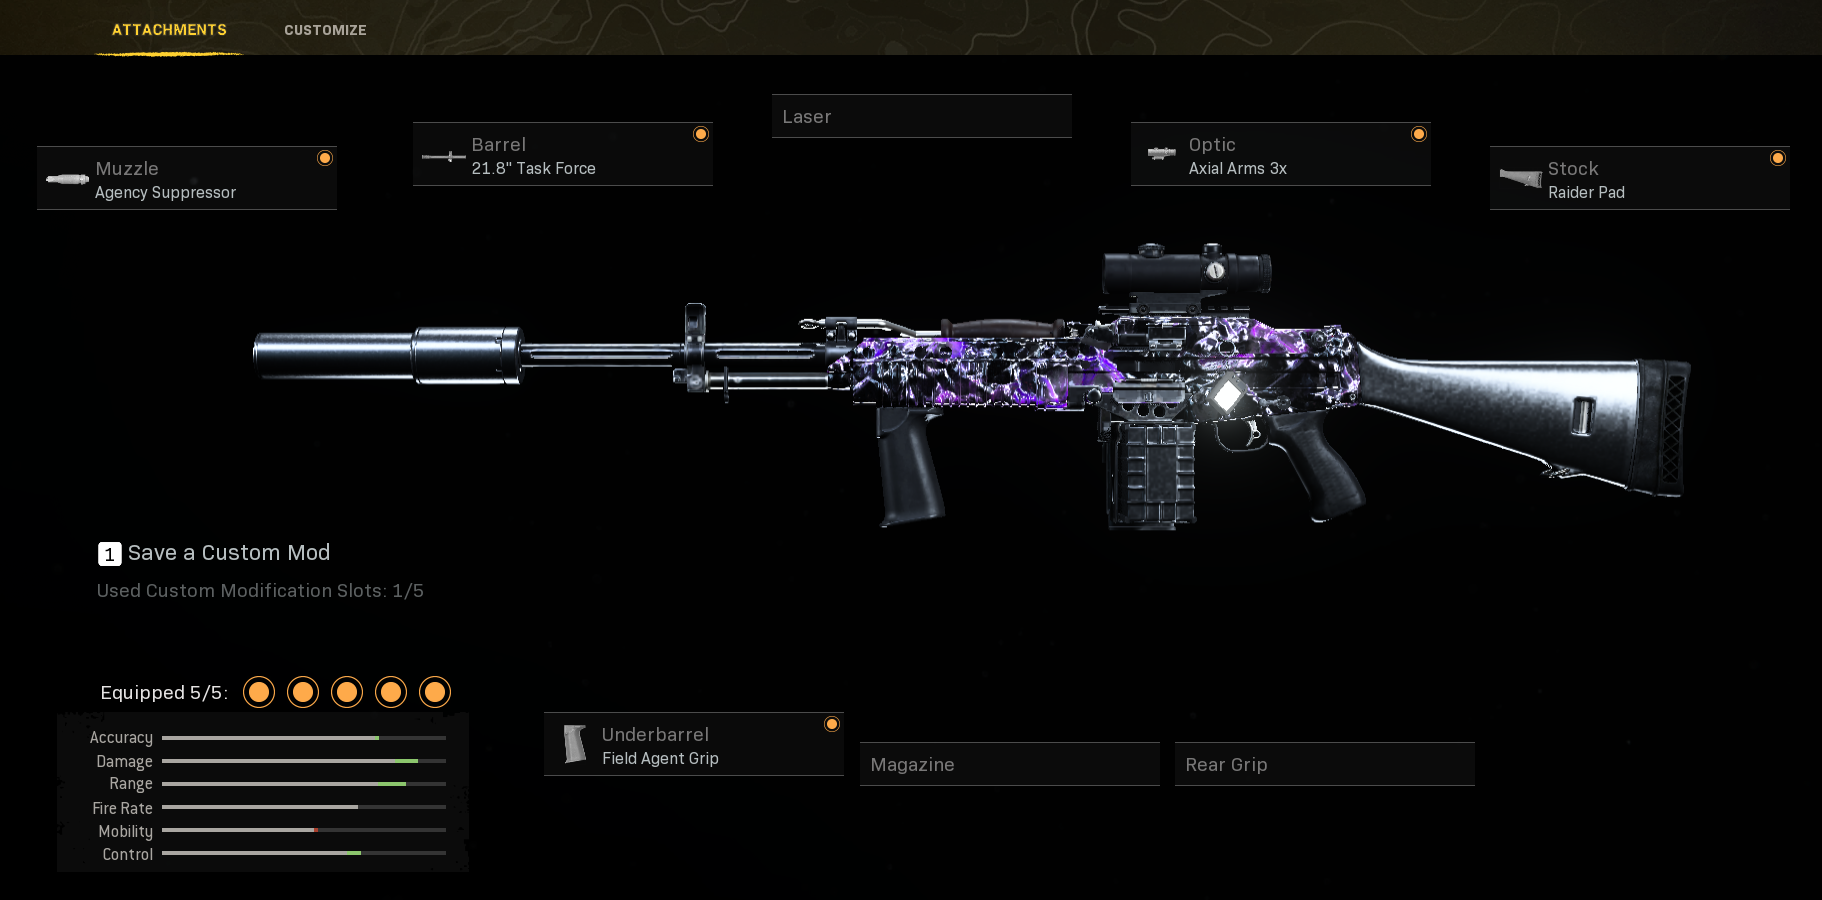 ATTACHMENTS
CUSTOMIZE
Laser
Barrel
21.8" Task Force
Optic
Axial Arms 3x
Muzzle
Agency Suppressor
Stock
Raider Pad
1 Save a Custom Mod
Used Custom Modification Slots: 1/5
Equipped 5/5:
Accuracy
Damage
Range
Fire Rate
Mobility
Control
Underbarrel
Field Agent Grip
Magazine
Rear Grip